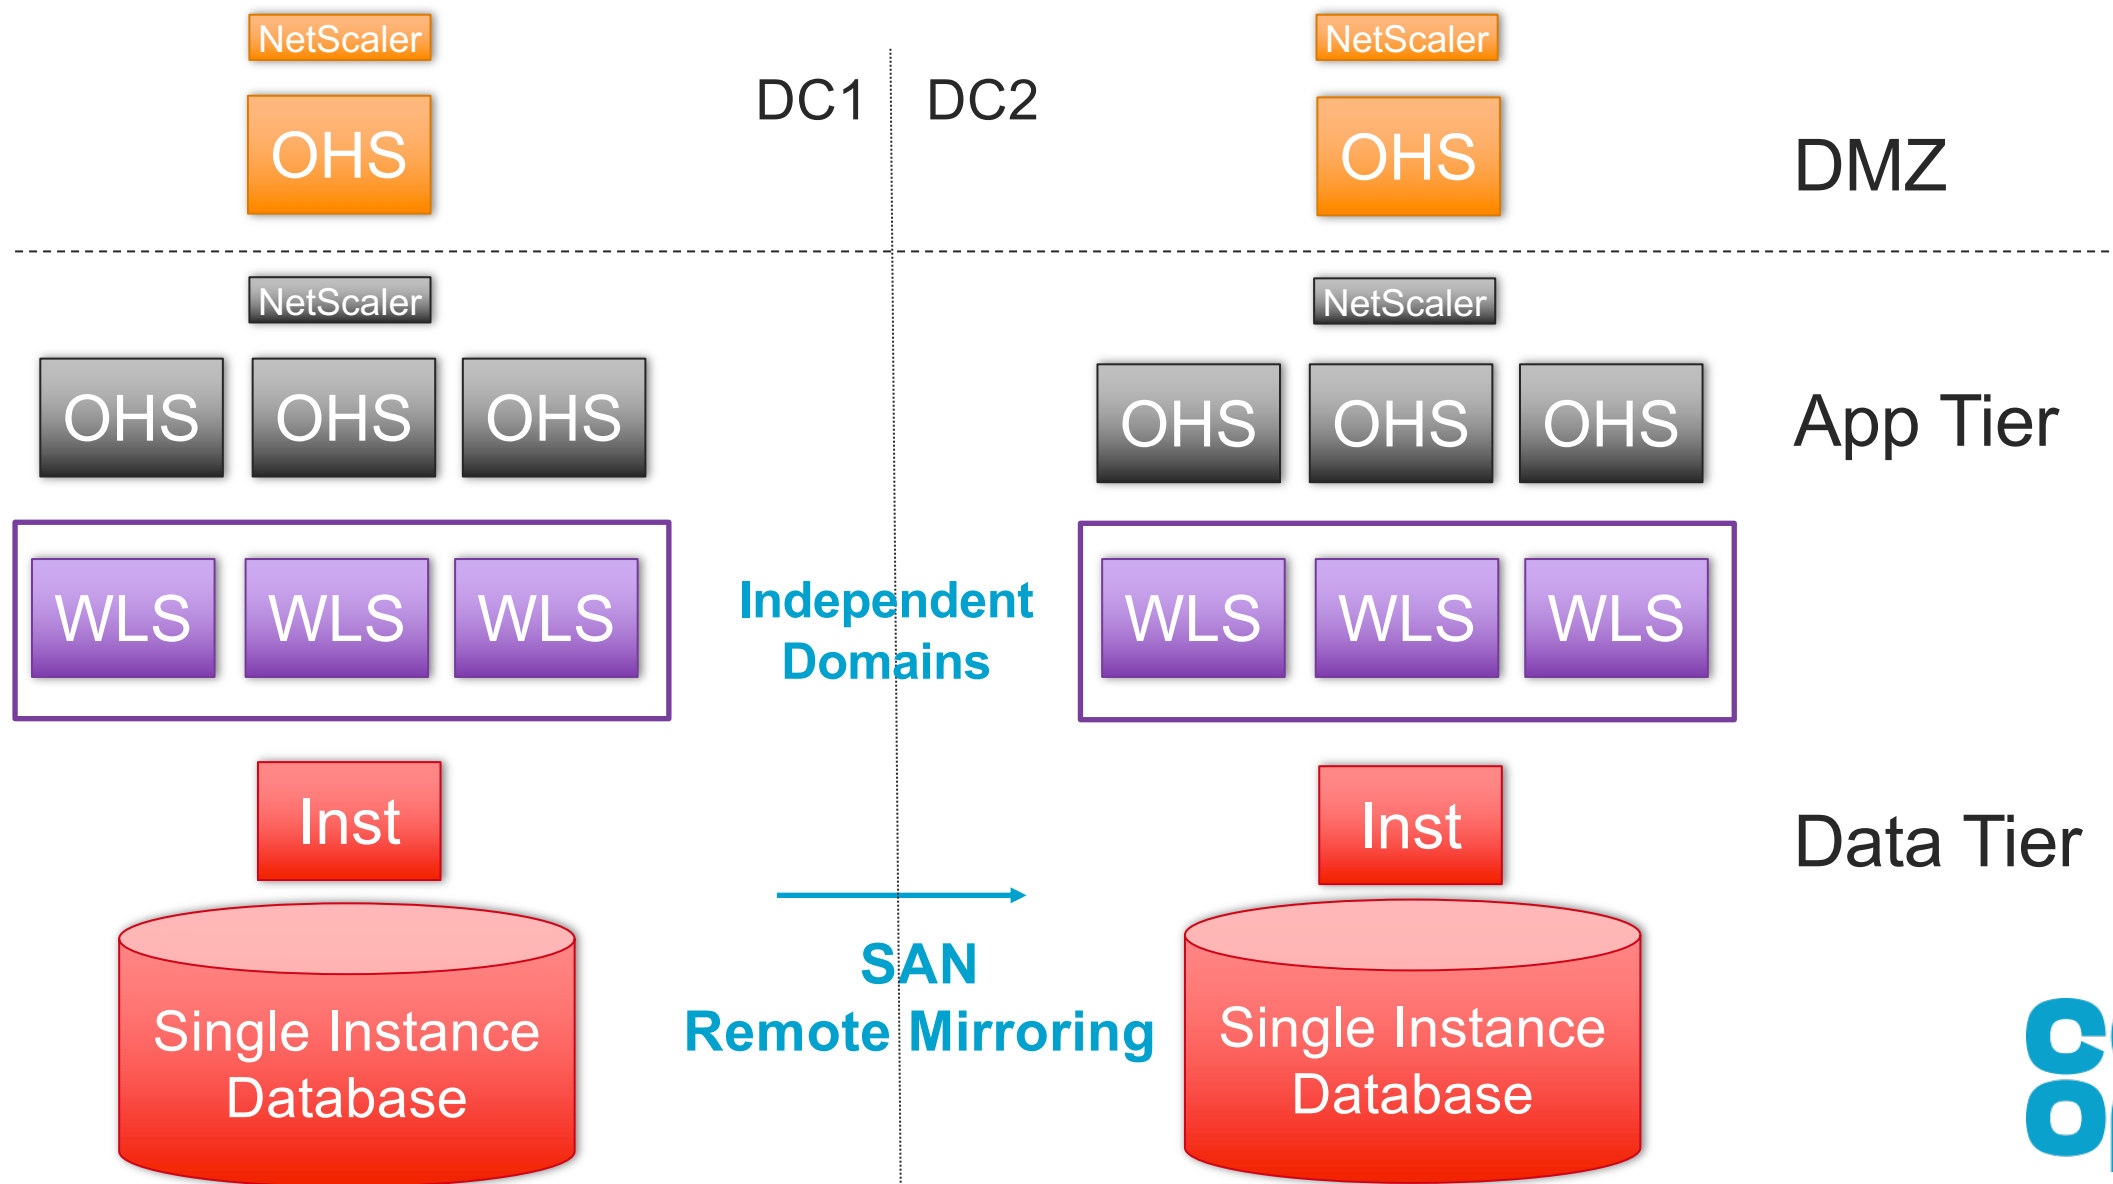 NetScaler
NetScaler
DC1
DC2
OHS
OHS
DMZ
NetScaler
NetScaler
OHS OHS OHS
OHS OHS OHS
App Tier
WLS WLS WLS
Independent
Domains
WLS WLS WLS
Inst
Inst
Data Tier
SAN
Remote Mirroring
Single Instance
Database
Single Instance
Database